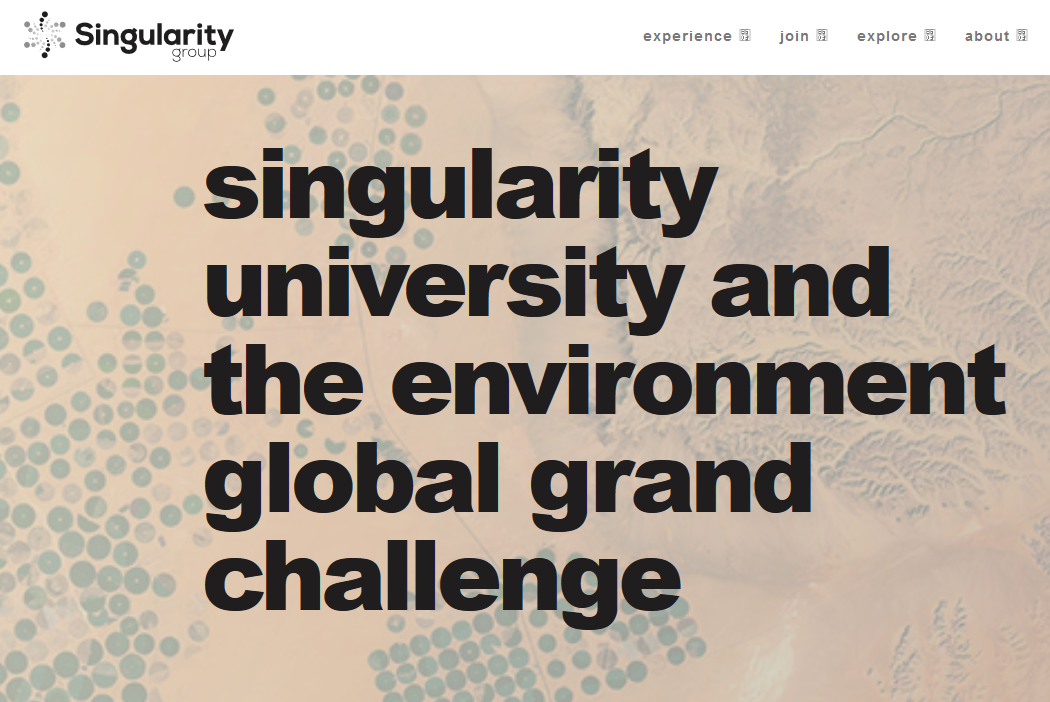 Singularity
group
experience
join
explore
about
singularity
university and
the environment
global grand
challenge